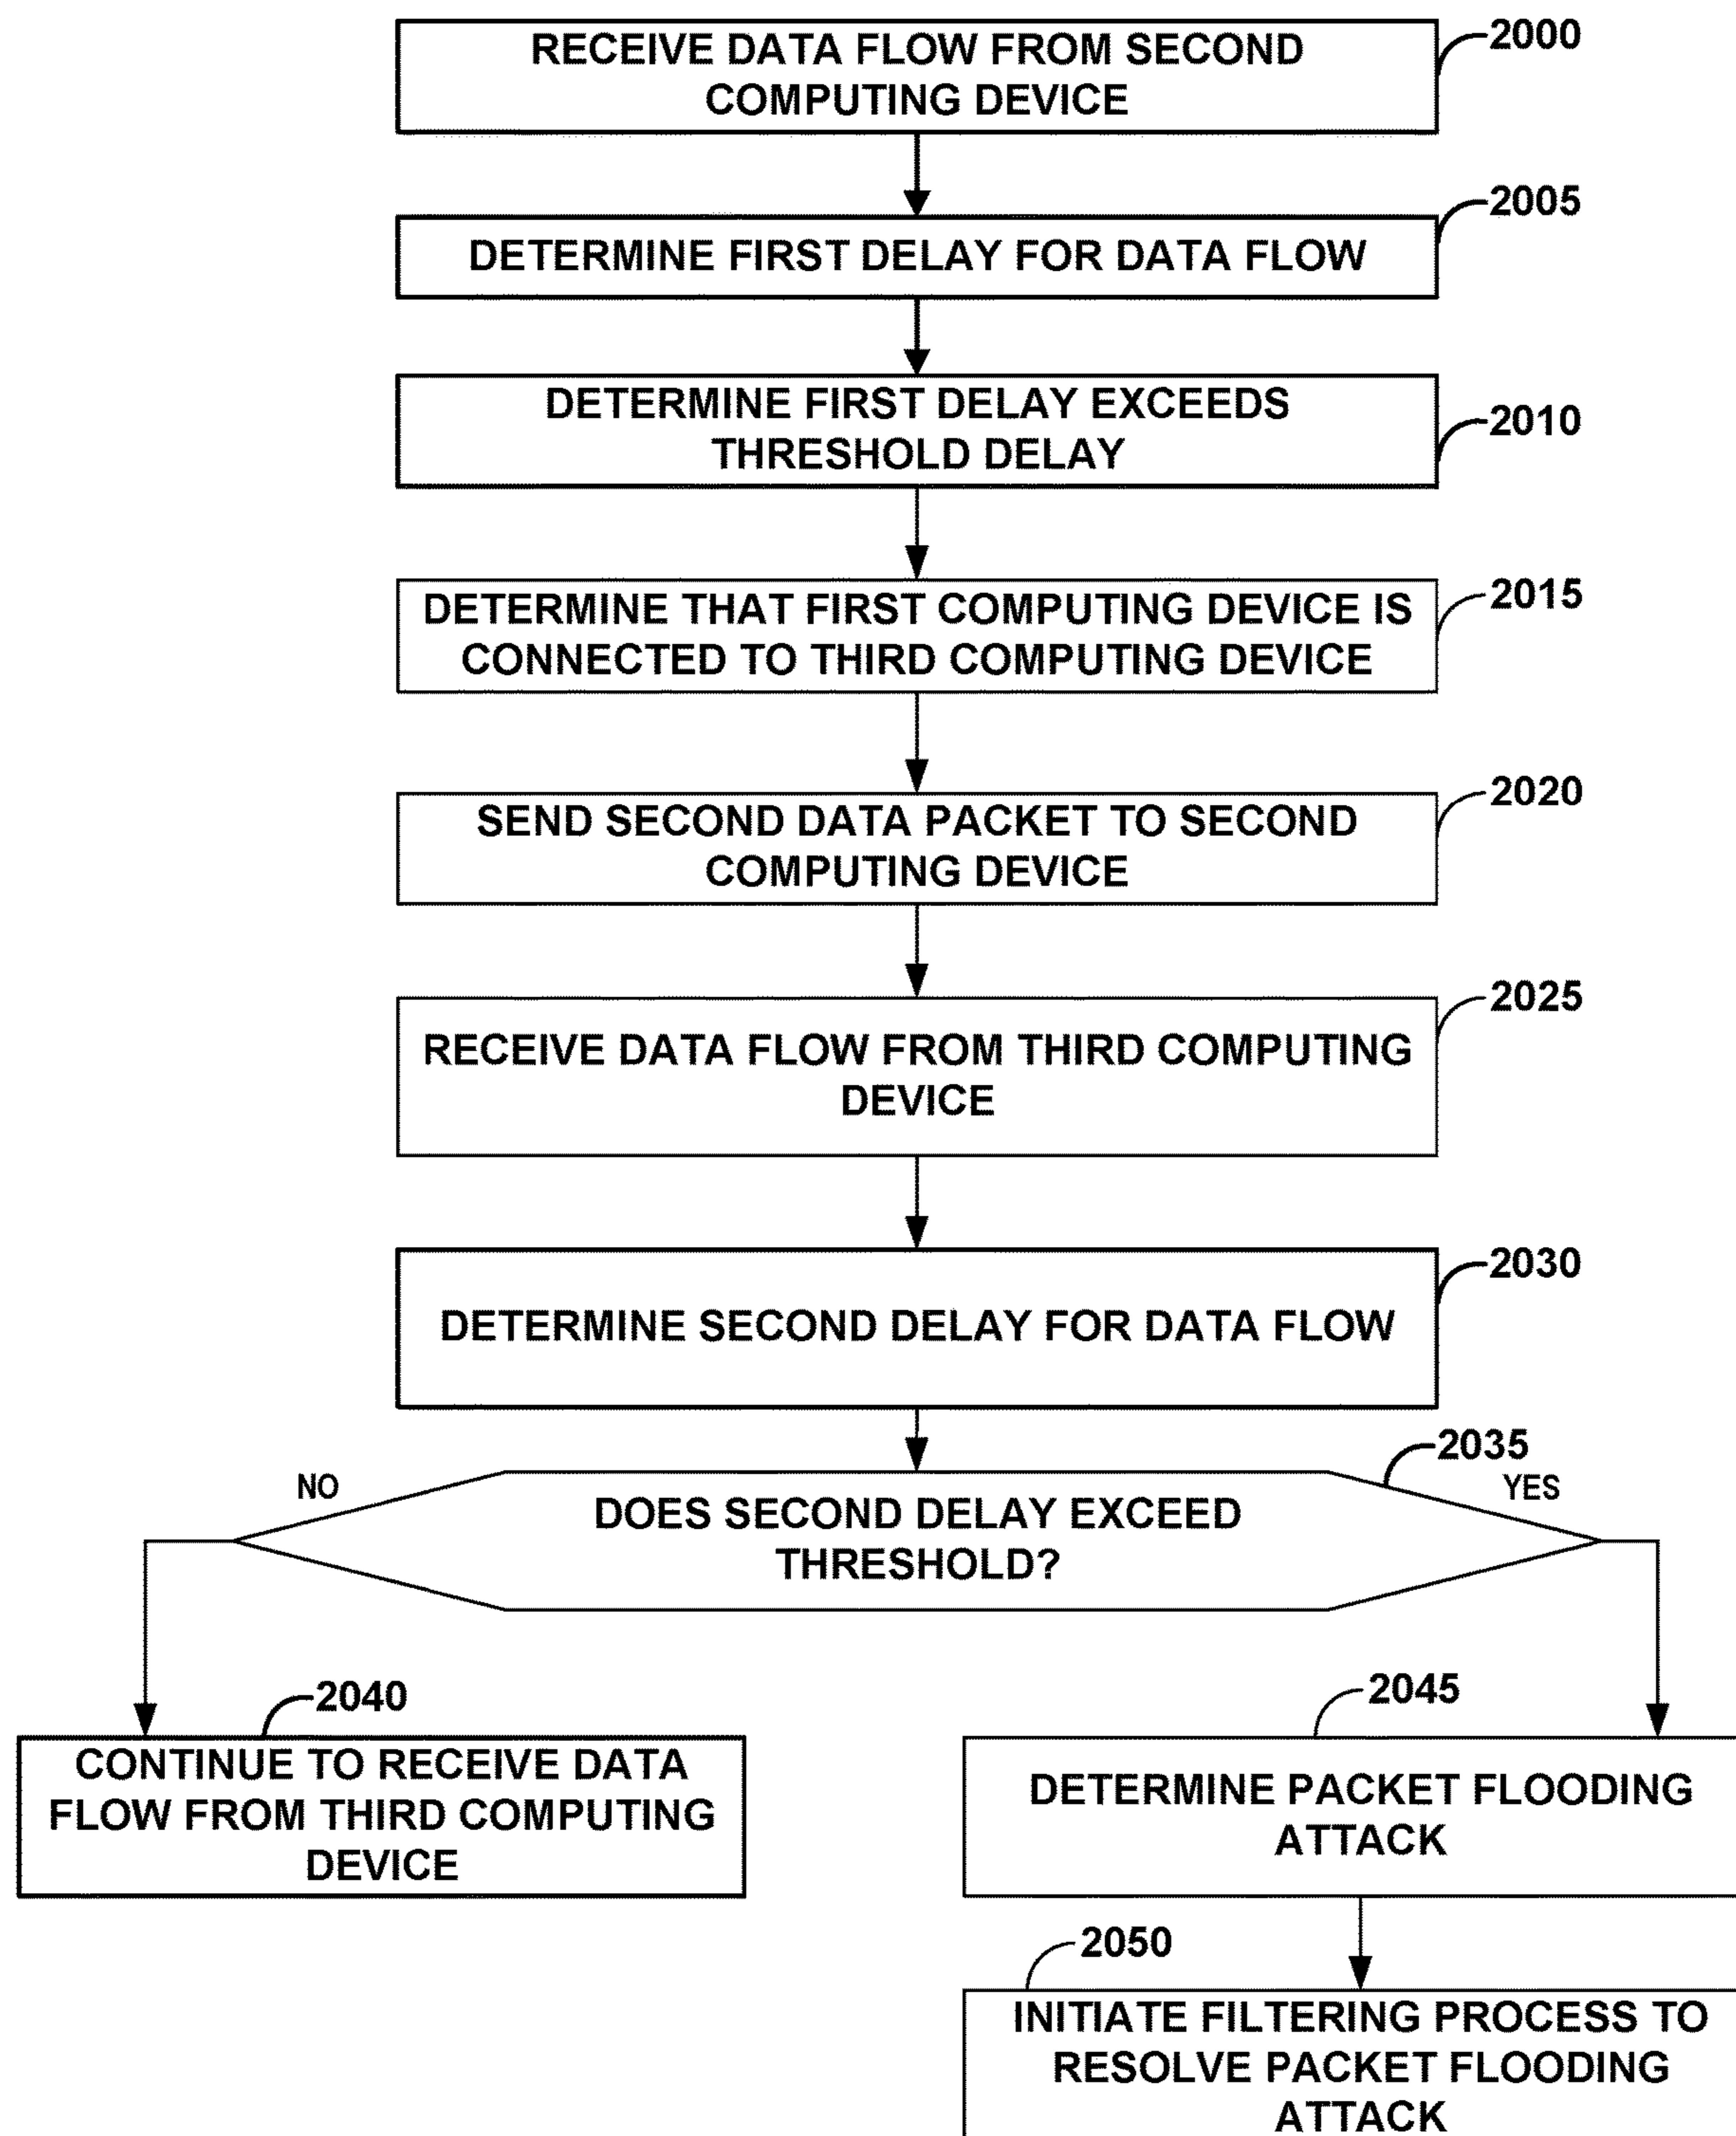 RECEIVE DATA FLOW FROM SECOND
COMPUTING DEVICE
2000
DETERMINE FIRST DELAY FOR DATA FLOW
2005
DETERMINE FIRST DELAY EXCEEDS
THRESHOLD DELAY
2010
DETERMINE THAT FIRST COMPUTING DEVICE IS
CONNECTED TO THIRD COMPUTING DEVICE
2015
SEND SECOND DATA PACKET TO SECOND
COMPUTING DEVICE
2020
RECEIVE DATA FLOW FROM THIRD COMPUTING
DEVICE
2025
DETERMINE SECOND DELAY FOR DATA FLOW
2030
2035
NO
YES
DOES SECOND DELAY EXCEED
THRESHOLD?
2040
CONTINUE TO RECEIVE DATA
FLOW FROM THIRD COMPUTING
DEVICE
2045
DETERMINE PACKET FLOODING
ATTACK
2050
INITIATE FILTERING PROCESS TO
RESOLVE PACKET FLOODING
ATTACK